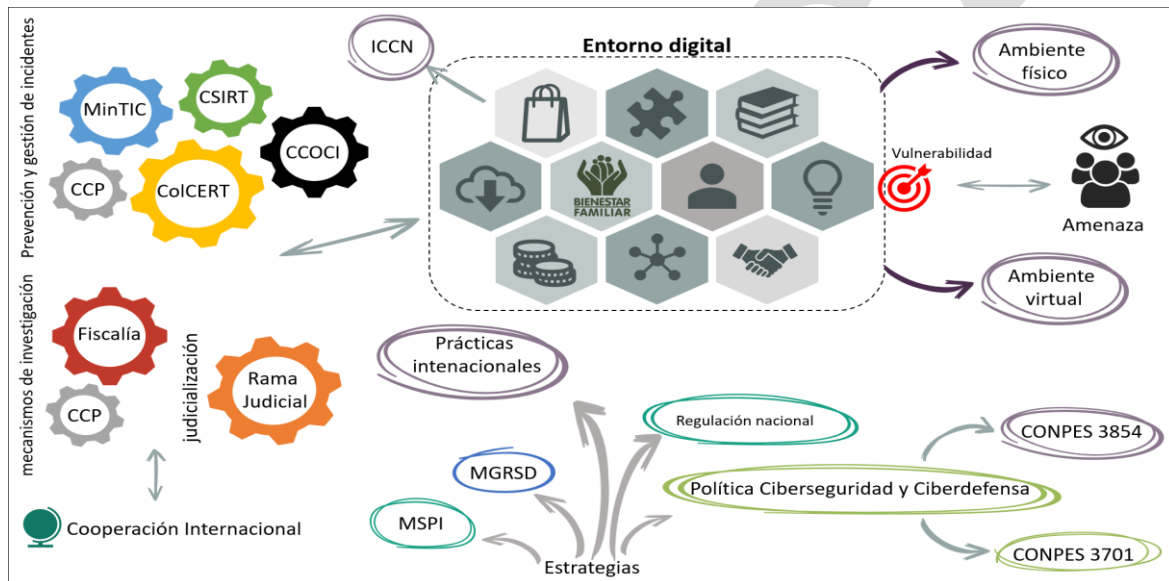 Prevención y gestión de incidentes
MinTIC
CSIRT
CCOCI
CCP
ColCERT
ICCN
Entorno digital
BIENESTAR
FAMILIAR
Vulnerabilidad
Ambiente
físico
Amenaza
Ambiente
virtual
mecanismos de investigación
Fiscalía
CCP
judicialización
Rama
Judicial
Cooperación Internacional
Prácticas
intenacionales
Regulación nacional
MGRSD
MSPI
Política Ciberseguridad y Ciberdefensa
CONPES 3854
CONPES 3701
Estrategias